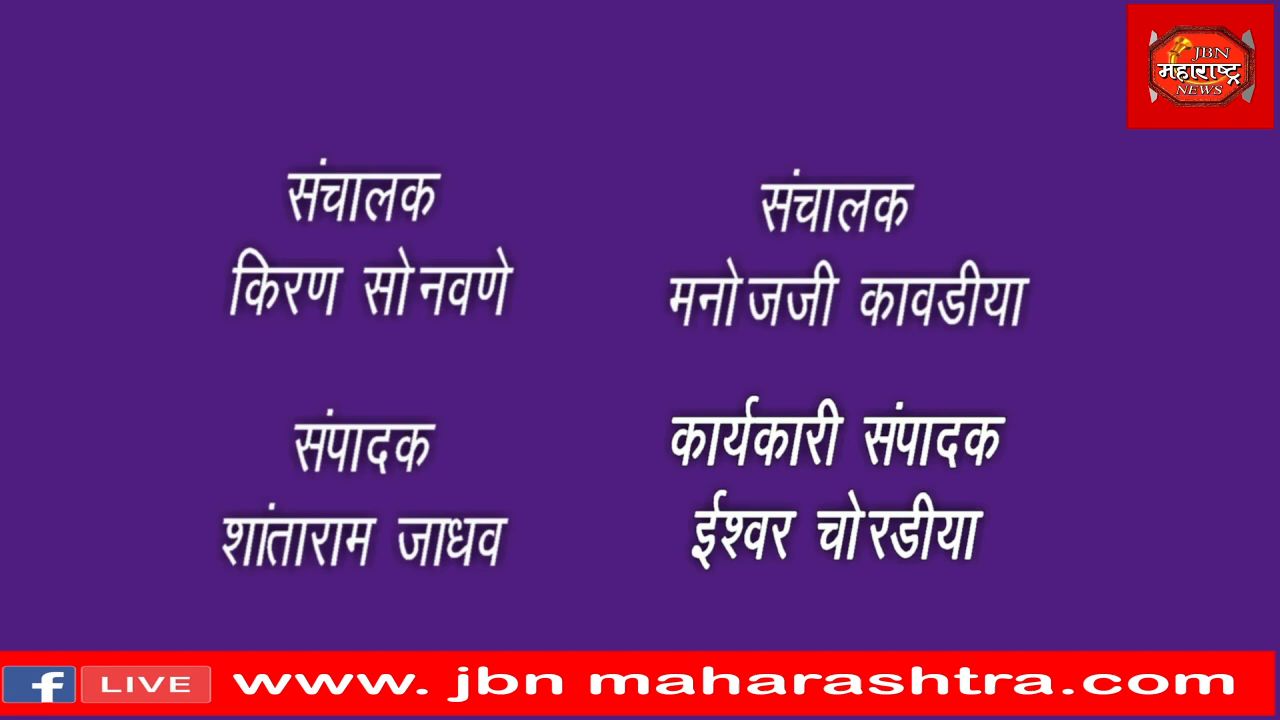 JBN
महाराष्ट्र
NEWS
संचालक
किरण सोनवणे
संचालक
मनोजजी कावडीया
संपादक
शांताराम जाधव
कार्यकारी संपादक
ईश्वर चोरडीया
f LIVE www. jbn maharashtra.com